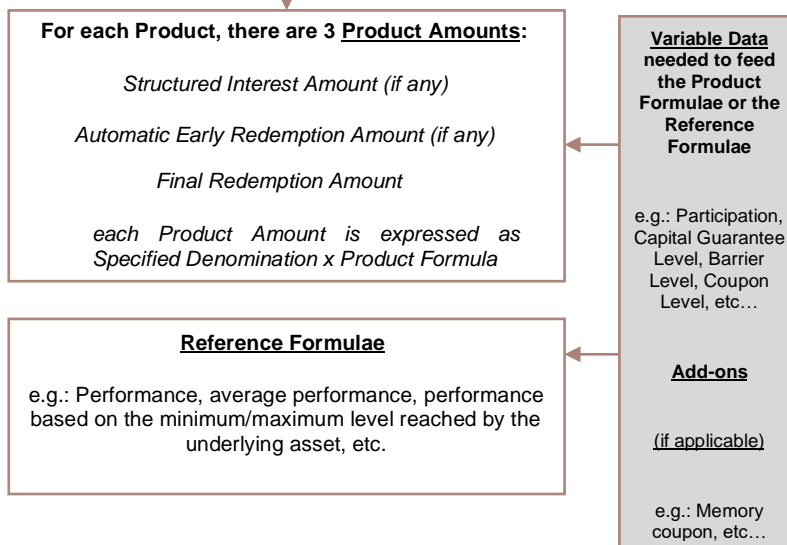 For each Product, there are 3 Product Amounts:
Structured Interest Amount (if any)
Automatic Early Redemption Amount (if any)
Final Redemption Amount
each Product Amount is expressed as
Specified Denomination x Product Formula
Reference Formulae
e.g.: Performance, average performance, performance
based on the minimum/maximum level reached by the
underlying asset, etc.
Variable Data
needed to feed
the Product
Formulae or the
Reference
Formulae
e.g.: Participation,
Capital Guarantee
Level, Barrier
Level, Coupon
Level, etc…
Add-ons
(if applicable)
e.g.: Memory
coupon, etc…